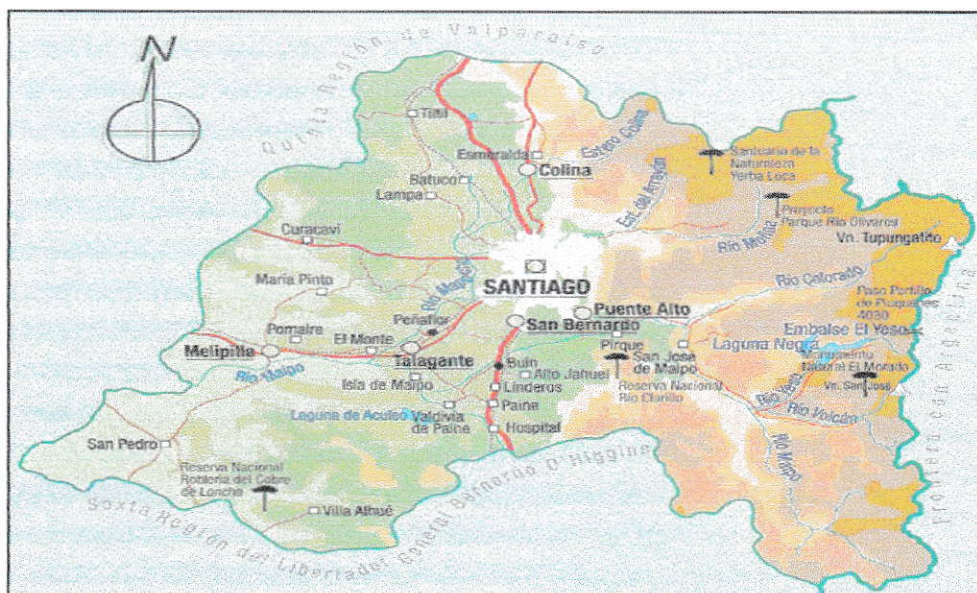 N
Quinta Región de Valparaíso
Tiltil
Esmeralda
Colina
Estero Colina
Santuario de la
Naturaleza
Yerba Loca
Batuco
Lampa
Est. del Arrayón
Proyecto
Parque Río Olivares
Río Molina
Vn. Tupungatito
Curacaví
Río Mapocho
SANTIAGO
Río Colorado
María Pinto
Paso Portillo
de Piuquenes
4030
Puente Alto
Peñaflor
San Bernardo
Embalse El Yeso
Pomaire
El Monte
Laguna Negra
Melipilla
Talagante
Pirque
San José
de Maipo
Monumento
Natural El Morado
Buin
Alto Jahuel
Río Maipo
Isla de Maipo
Linderos
Reserva Nacional
Río Clarillo
Río Yeso
Vn. San José
Laguna de Aculeo
Valdivia
de Paine
Paine
Río Volcán
San Pedro
Hospital
Río Maipo
Reserva Nacional
Roblería del Cobre
de Loncha
Villa Alhué
Sexta Región del Libertador General Bernardo O'Higgins